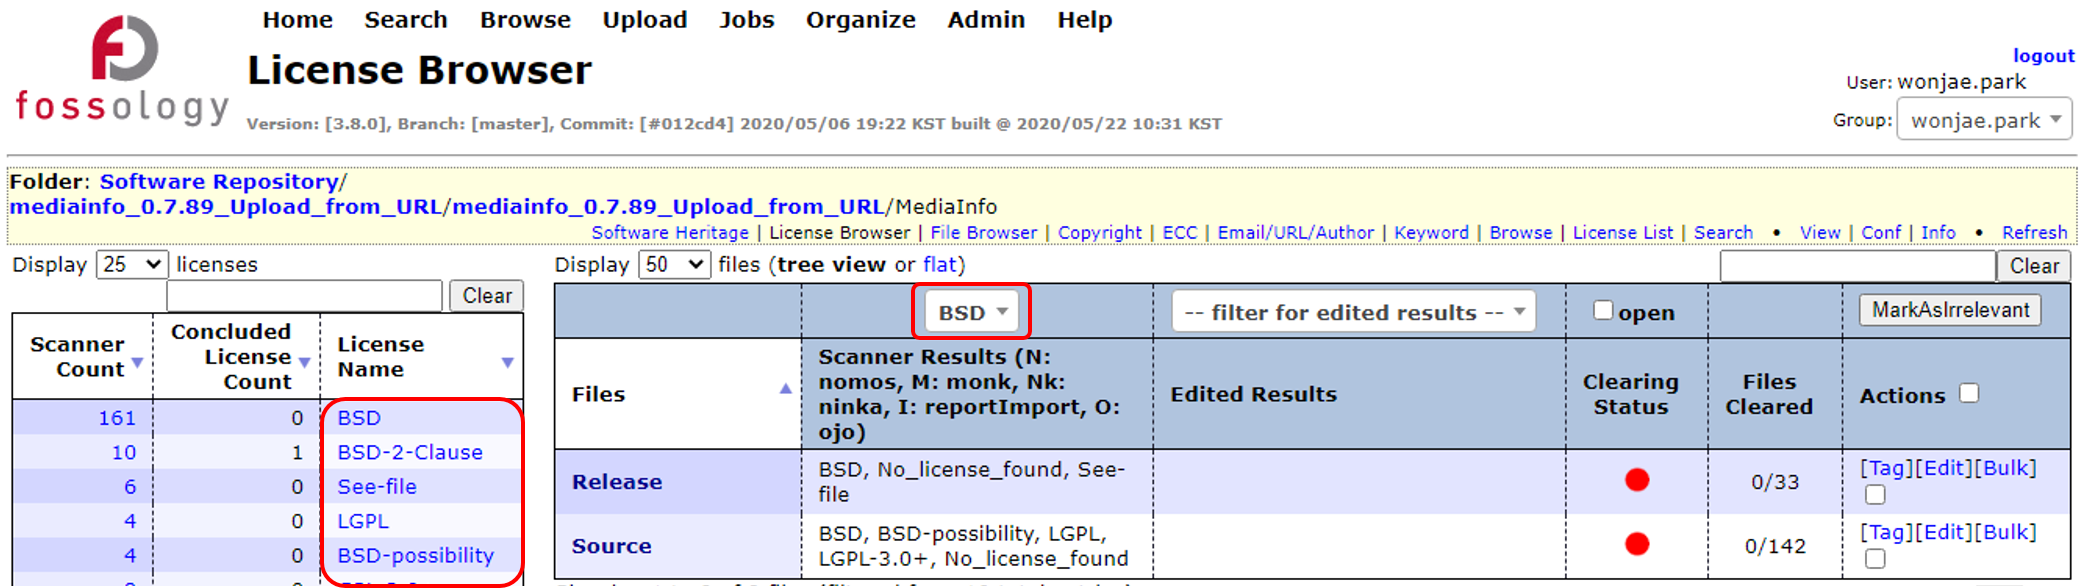 Home Search Browse Upload Jobs Organize Admin Help
fossology
License Browser
Version: [3.8.0], Branch: [master], Commit: [#012cd4] 2020/05/06 19:22 KST built @ 2020/05/22 10:31 KST
logout
User: wonjae.park
Group: wonjae.park
Folder: Software Repository/
mediainfo_0.7.89_Upload_from_URL/mediainfo_0.7.89_Upload_from_URL/MediaInfo
Software Heritage | License Browser | File Browser | Copyright | ECC | Email/URL/Author | Keyword | Browse | License List | Search • View | Conf | Info • Refresh
Display 25 licenses
Clear
Scanner Count
Concluded License Count
License Name
161 0 BSD
10 1 BSD-2-Clause
6 0 See-file
4 0 LGPL
4 0 BSD-possibility
Display 50 files (tree view or flat)
Clear
BSD
-- filter for edited results --
open
MarkAsIrrelevant
Files
Scanner Results (N:
nomos, M: monk, Nk:
ninka, I: reportImport, O:
ojo)
Edited Results
Clearing
Status
Files
Cleared
Actions
Release
BSD, No_license_found, See-
file
0/33
[Tag][Edit][Bulk]
Source
BSD, BSD-possibility, LGPL,
LGPL-3.0+, No_license_found
0/142
[Tag][Edit][Bulk]